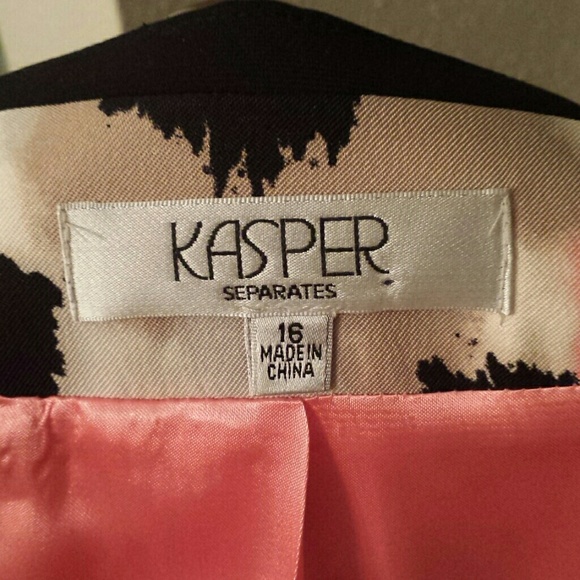 KASPER
SEPARATES
16
MADE IN
CHINA